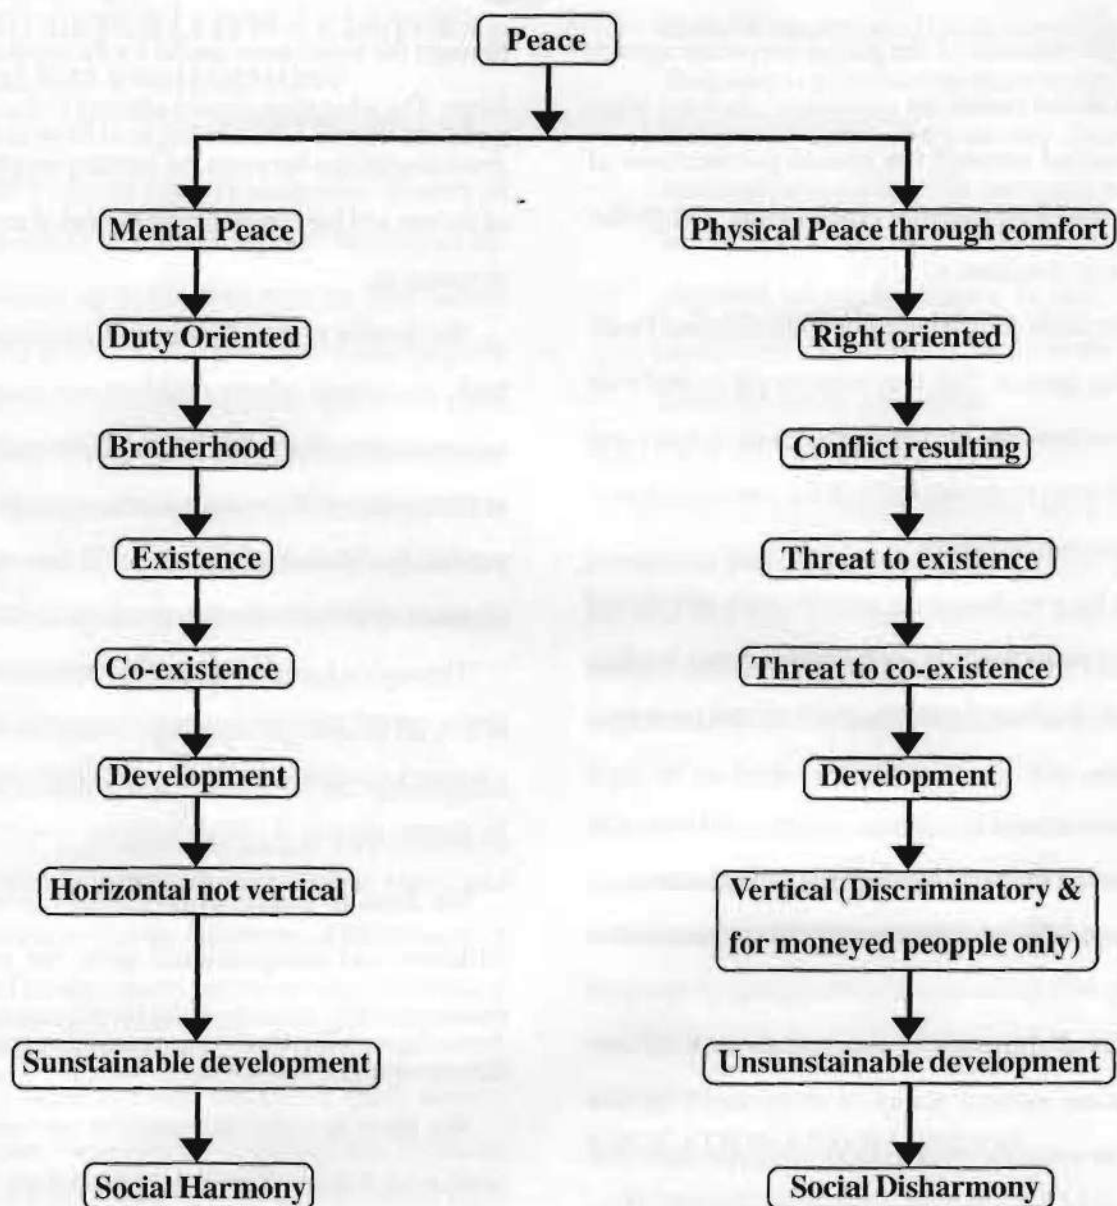 Peace
Mental Peace
Physical Peace through comfort
Duty Oriented
Right oriented
Brotherhood
Conflict resulting
Existence
Threat to existence
Co-existence
Threat to co-existence
Development
Development
Horizontal not vertical
Vertical (Discriminatory &
for moneyed peopple only)
Sunstainable development
Unsunstainable development
Social Harmony
Social Disharmony